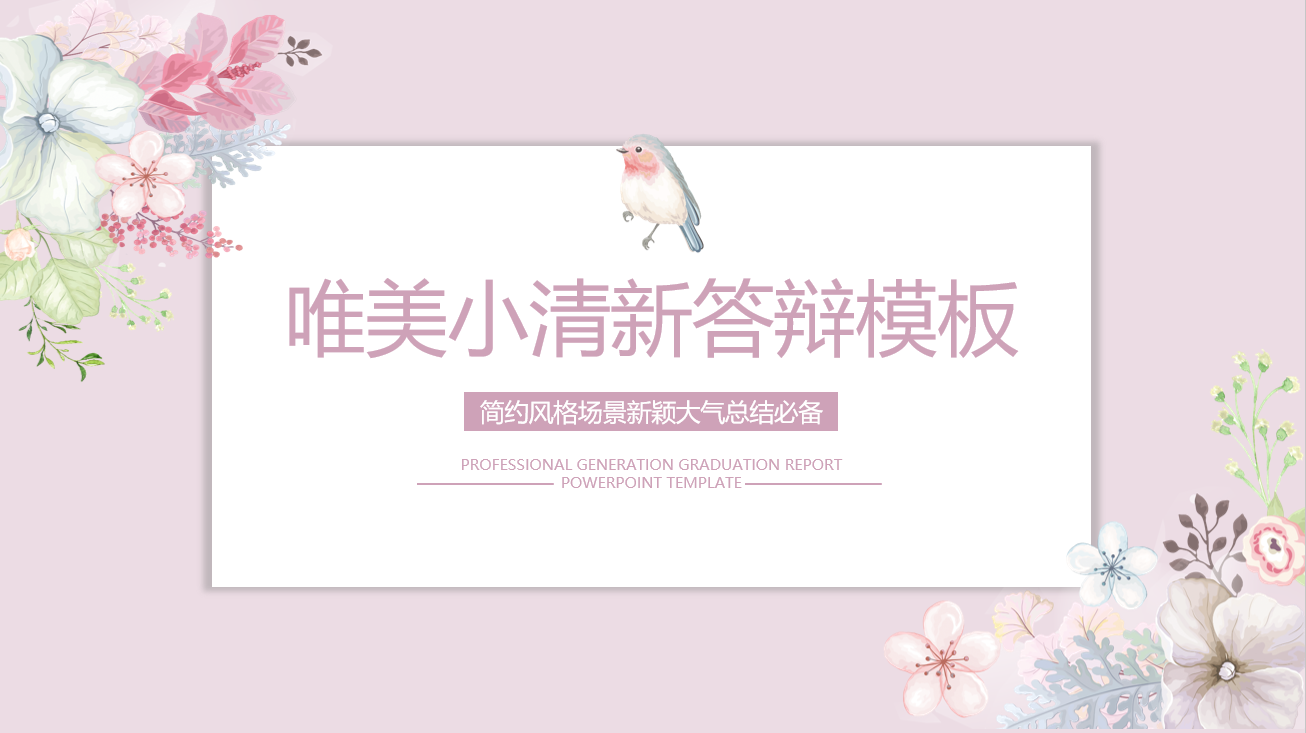 唯美小清新答辩模板
简约风格场景新颖大气总结必备
PROFESSIONAL GENERATION GRADUATION REPORT
POWERPOINT TEMPLATE